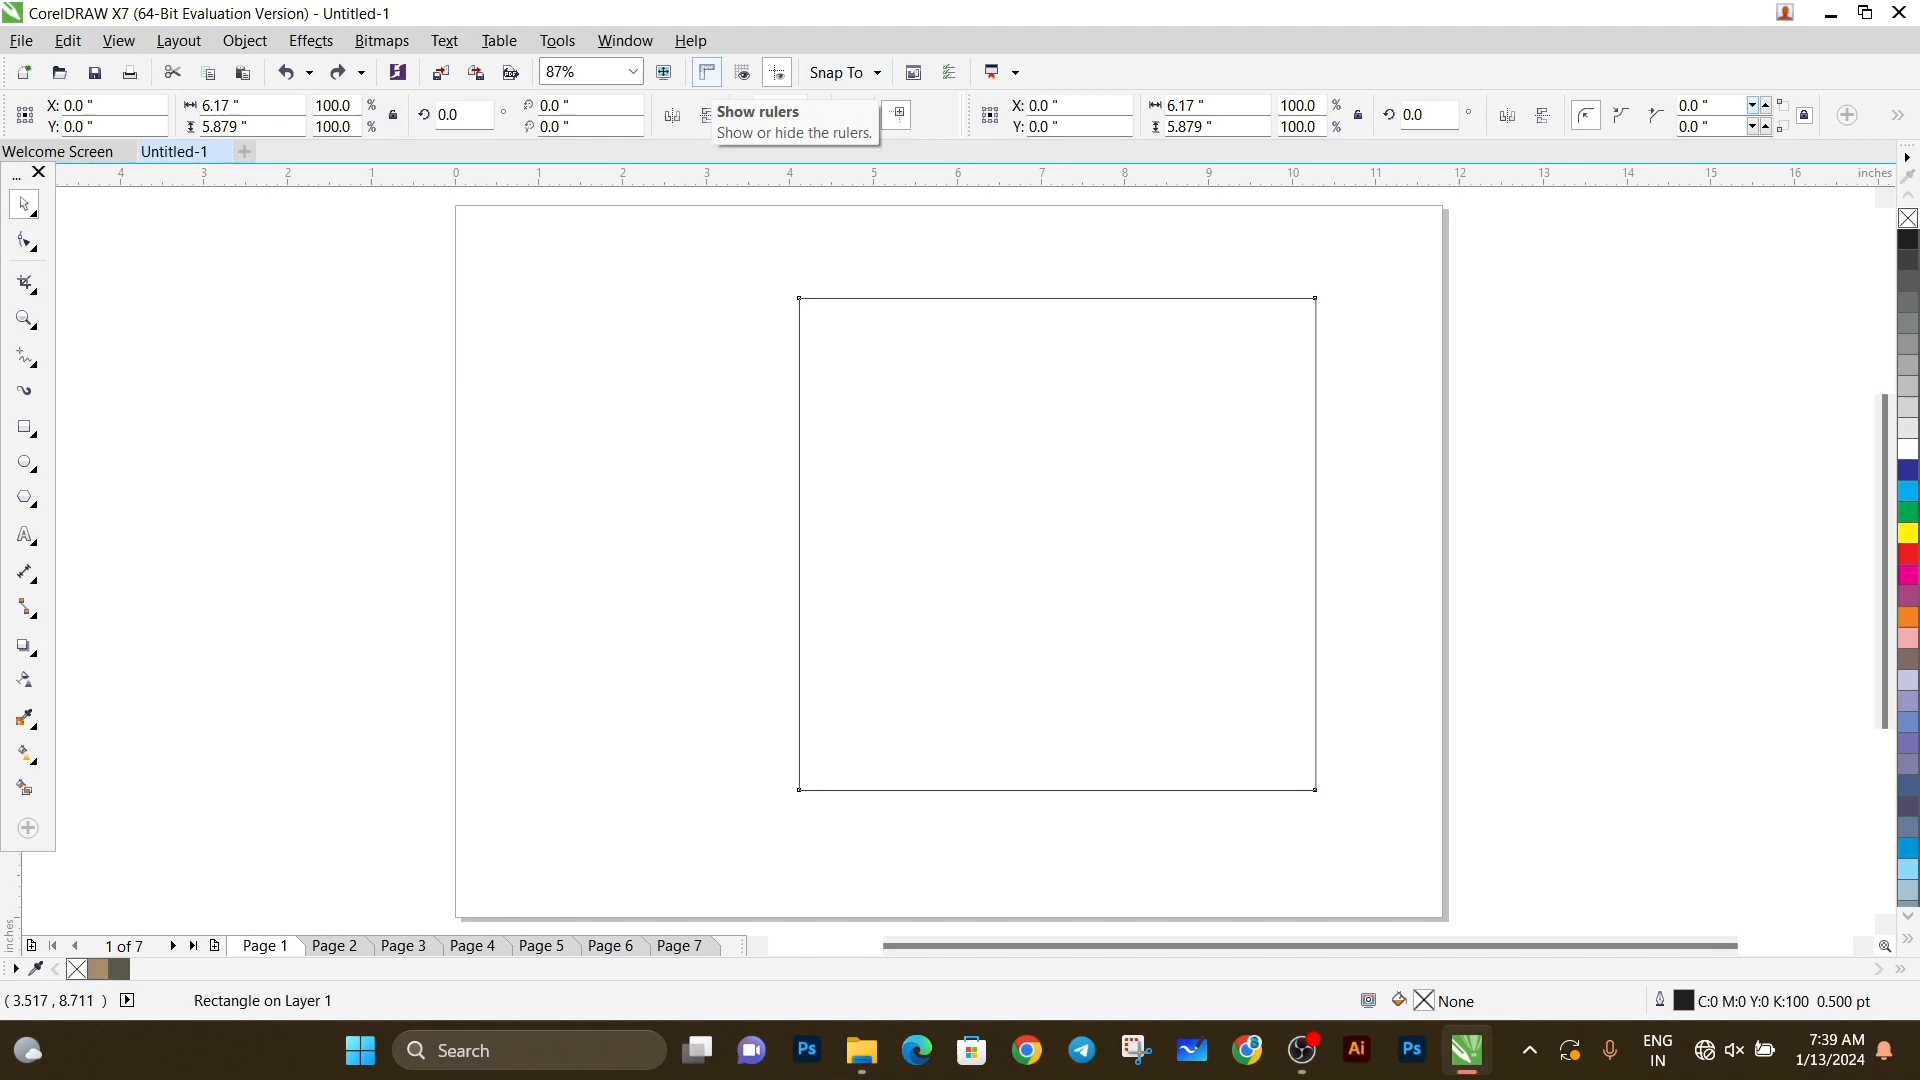 CorelDRAW X7 (64-Bit Evaluation Version) - Untitled-1
File Edit View Layout Object Effects Bitmaps Text Table Tools Window Help
87% Snap To
X: 0.0 " 6.17 " 100.0 % 0.0 ° 0.0 " X: 0.0 " 6.17 " 100.0 % 0.0 ° 0.0 "
Y: 0.0 " 5.879 " 100.0 % 0.0 " Y: 0.0 " 5.879 " 100.0 % 0.0 "
Show rulers
Show or hide the rulers.
Welcome Screen Untitled-1
4 3 2 1 0 1 2 3 4 5 6 7 8 9 10 11 12 13 14 15 16 inches
inches
1 of 7 Page 1 Page 2 Page 3 Page 4 Page 5 Page 6 Page 7
( 3.517 , 8.711 ) Rectangle on Layer 1 None C:0 M:0 Y:0 K:100 0.500 pt
Search Ps Ai Ps ENG 7:39 AM
IN 1/13/2024